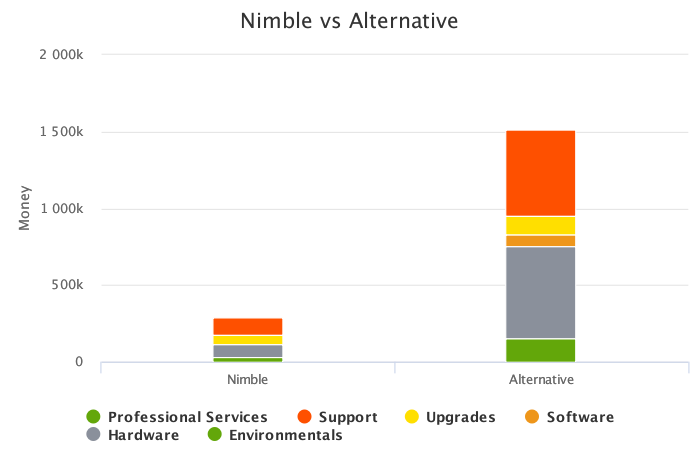 Nimble vs Alternative
2 000k
1 500k
1 000k
500k
0
Money
Nimble Alternative
Professional Services Support Upgrades Software
Hardware Environmentals